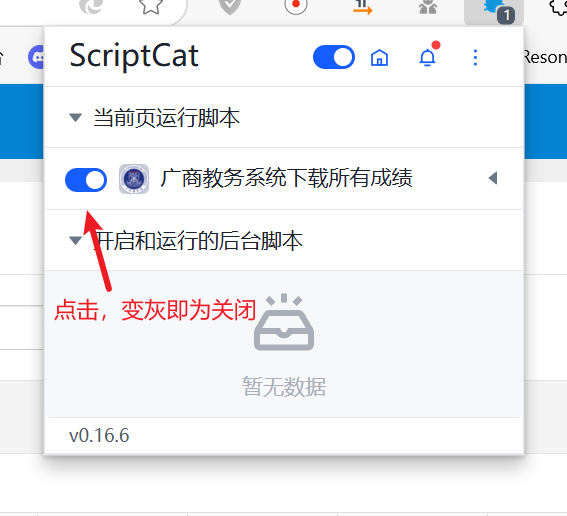 1
ScriptCat
Reson
当前页运行脚本
广商教务系统下载所有成绩
开启和运行的后台脚本
点击，变灰即为关闭
暂无数据
v0.16.6